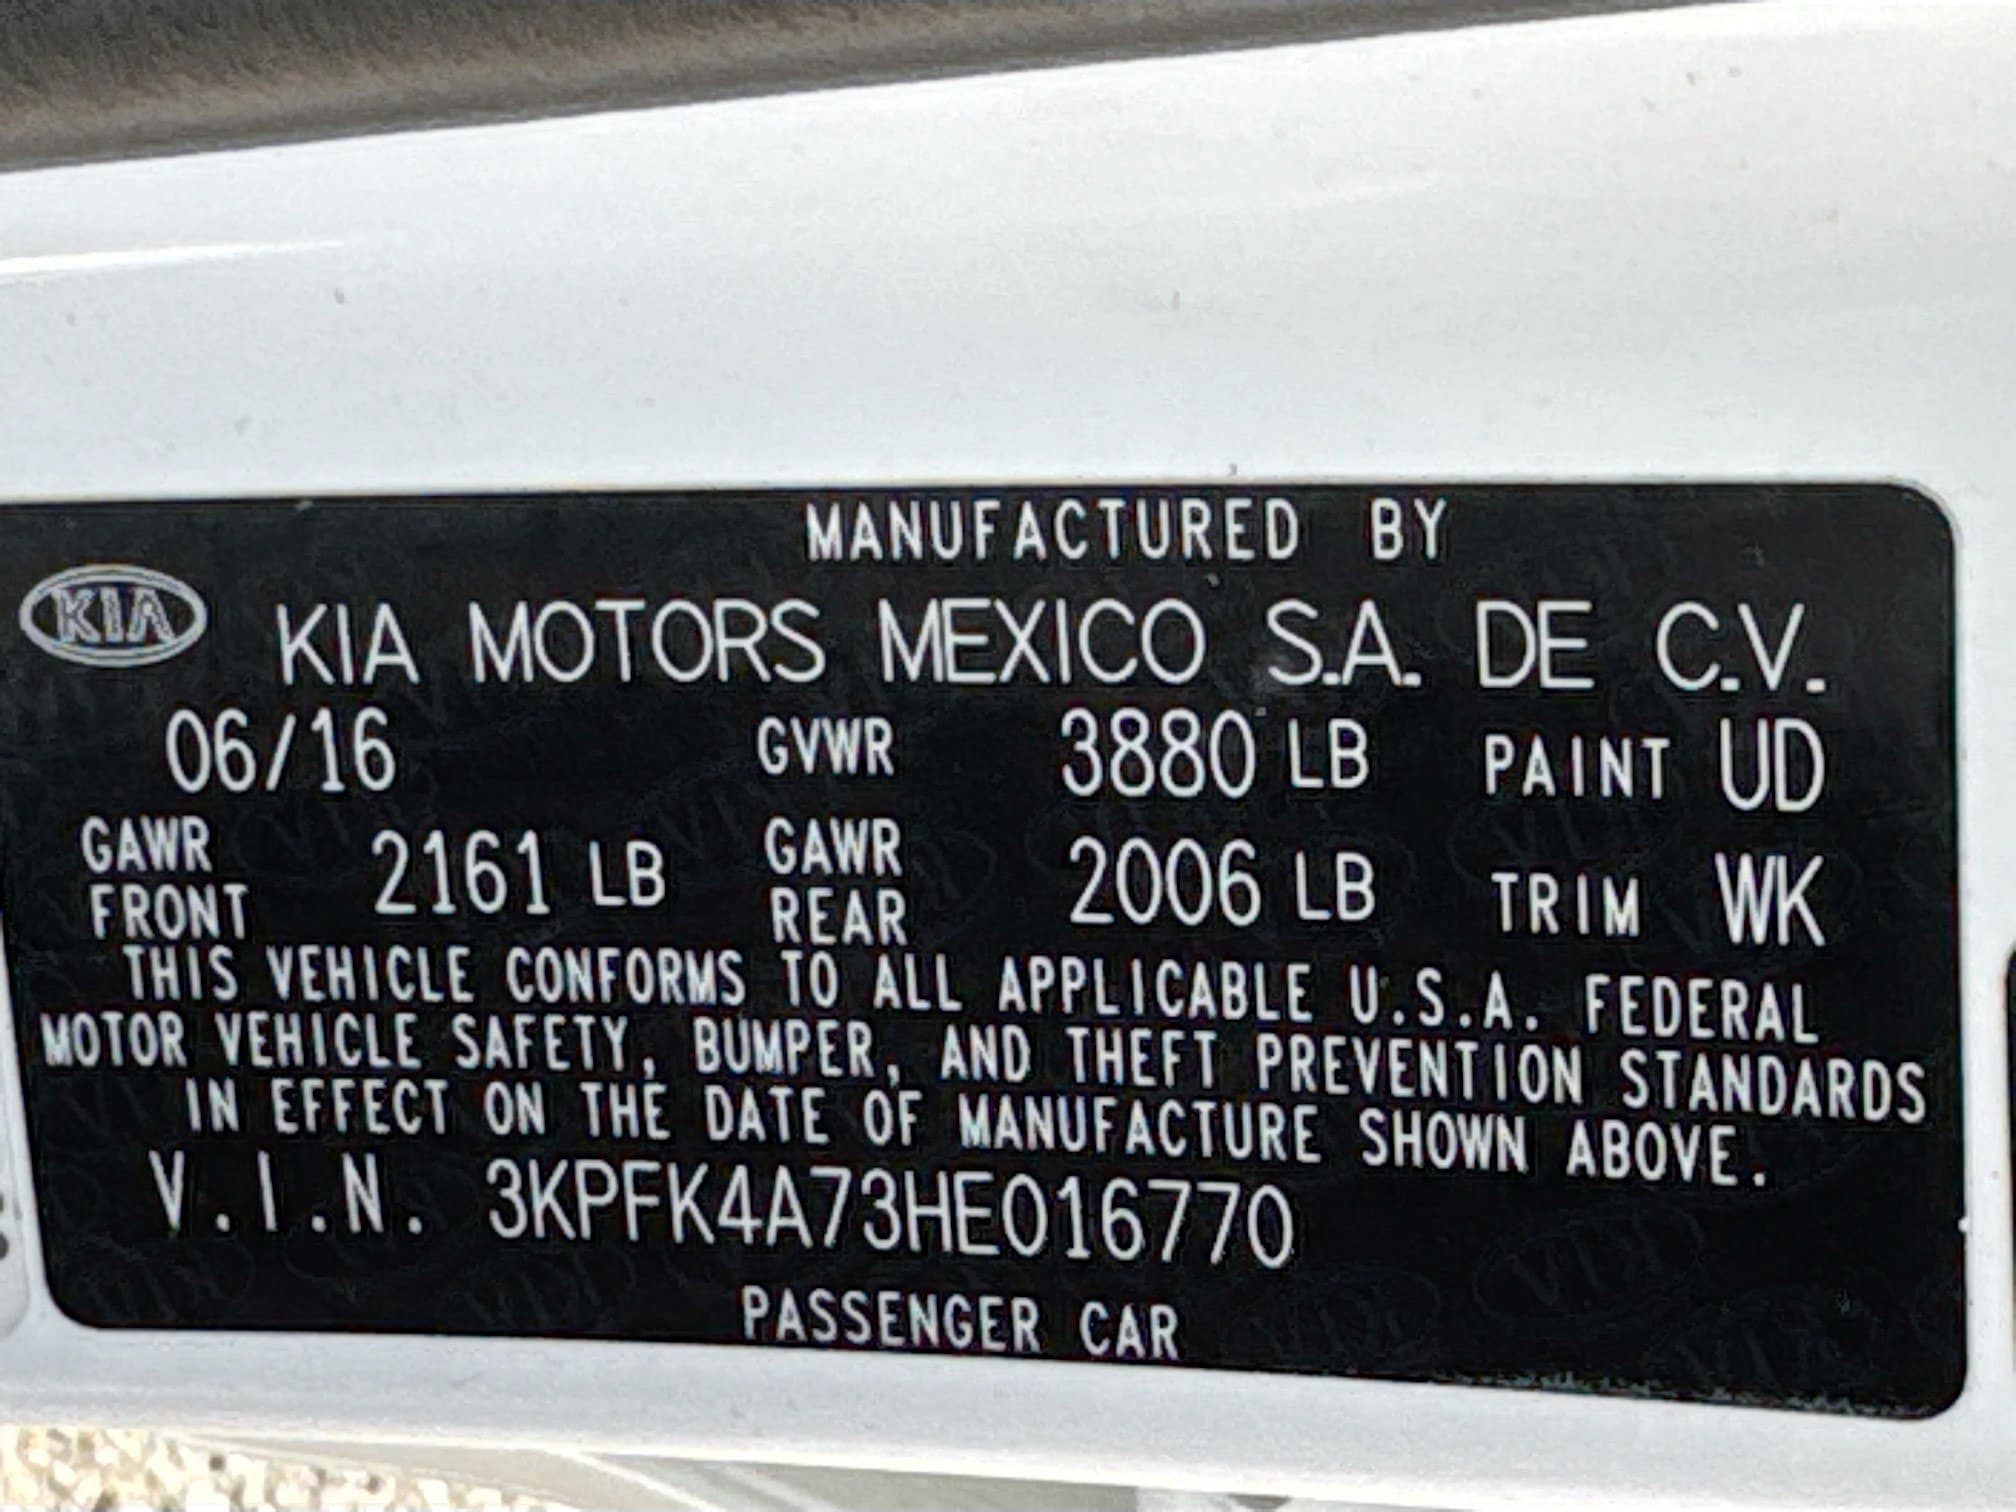 MANUFACTURED BY
KIA KIA MOTORS MEXICO S.A. DE C.V.
06/16 GVWR 3880 LB PAINT UD
GAWR FRONT 2161 LB GAWR REAR 2006 LB TRIM WK
THIS VEHICLE CONFORMS TO ALL APPLICABLE U.S.A. FEDERAL
MOTOR VEHICLE SAFETY, BUMPER, AND THEFT PREVENTION STANDARDS
IN EFFECT ON THE DATE OF MANUFACTURE SHOWN ABOVE.
V.I.N. 3KPFK4A73HE016770
PASSENGER CAR